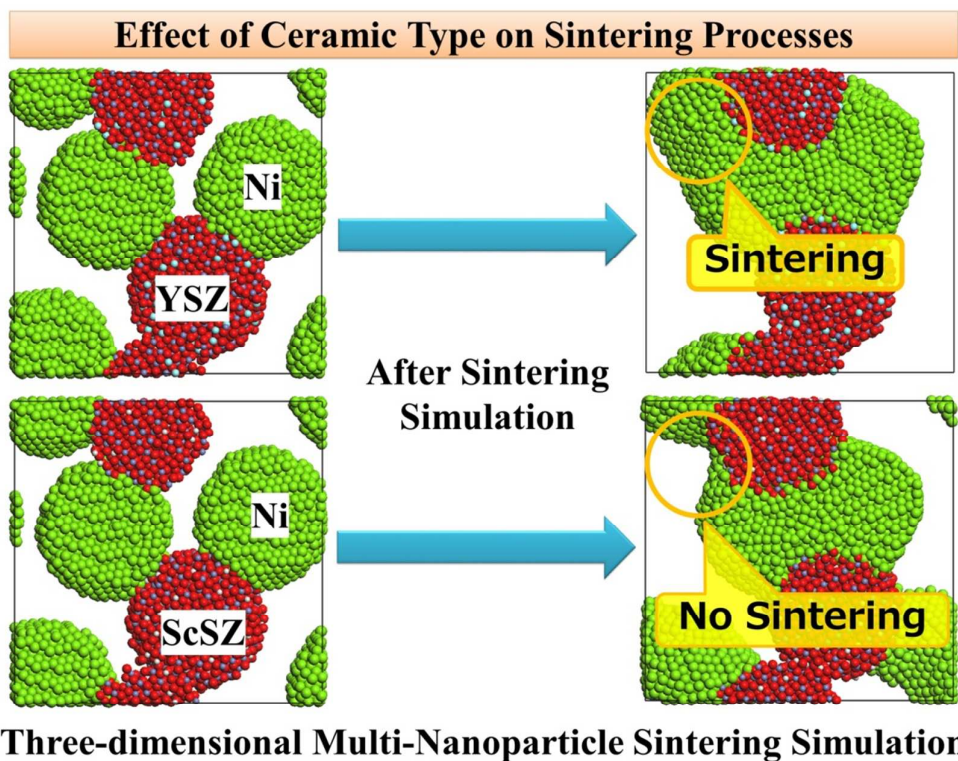 Effect of Ceramic Type on Sintering Processes
Ni
YSZ
Sintering
After Sintering
Simulation
Ni
ScSZ
No Sintering
Three-dimensional Multi-Nanoparticle Sintering Simulation